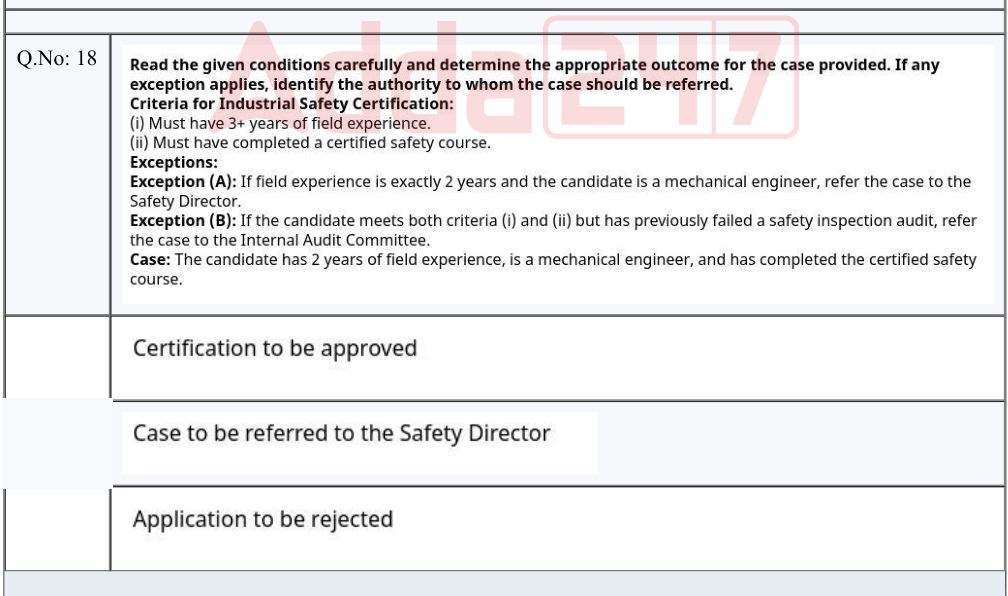 Adda247
Q.No: 18
Read the given conditions carefully and determine the appropriate outcome for the case provided. If any
exception applies, identify the authority to whom the case should be referred.
Criteria for Industrial Safety Certification:
(i) Must have 3+ years of field experience.
(ii) Must have completed a certified safety course.
Exceptions:
Exception (A): If field experience is exactly 2 years and the candidate is a mechanical engineer, refer the case to the
Safety Director.
Exception (B): If the candidate meets both criteria (i) and (ii) but has previously failed a safety inspection audit, refer
the case to the Internal Audit Committee.
Case: The candidate has 2 years of field experience, is a mechanical engineer, and has completed the certified safety
course.
Certification to be approved
Case to be referred to the Safety Director
Application to be rejected